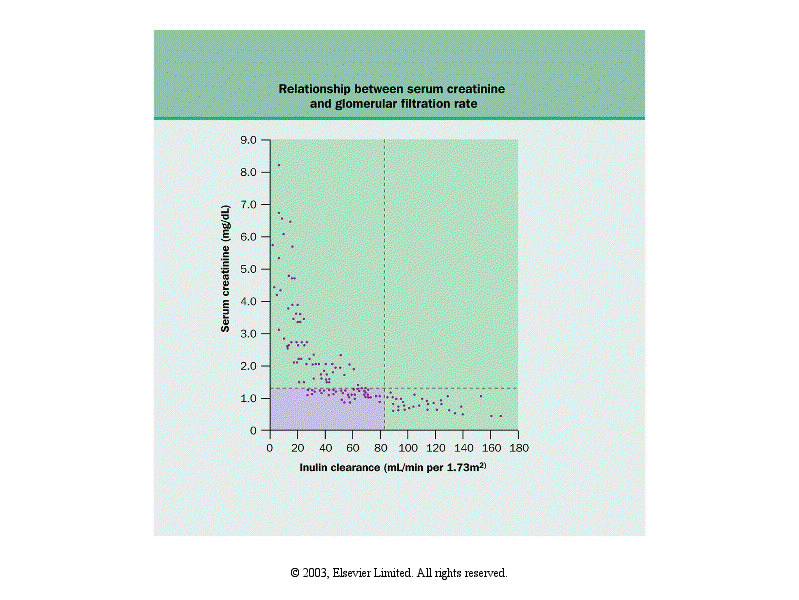 Relationship between serum creatinine
and glomerular filtration rate
Serum creatinine (mg/dL)
9.0
8.0
7.0
6.0
5.0
4.0
3.0
2.0
1.0
0
0 20 40 60 80 100 120 140 160 180
Inulin clearance (mL/min per 1.73m²)
© 2003, Elsevier Limited. All rights reserved.